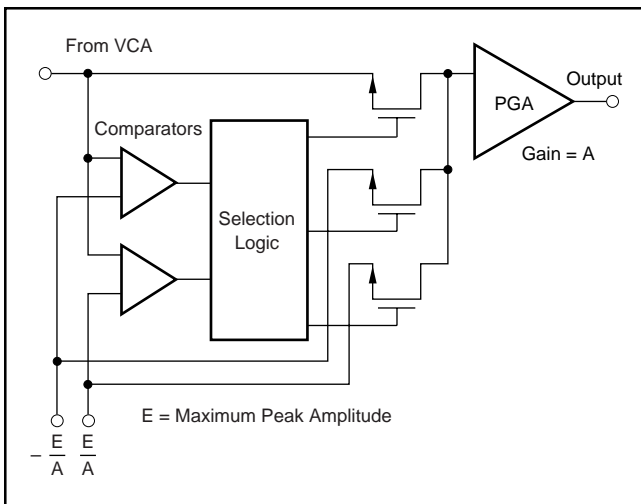 From VCA
Output
PGA
Comparators
Gain = A
Selection
Logic
E = Maximum Peak Amplitude
– E/A
E/A